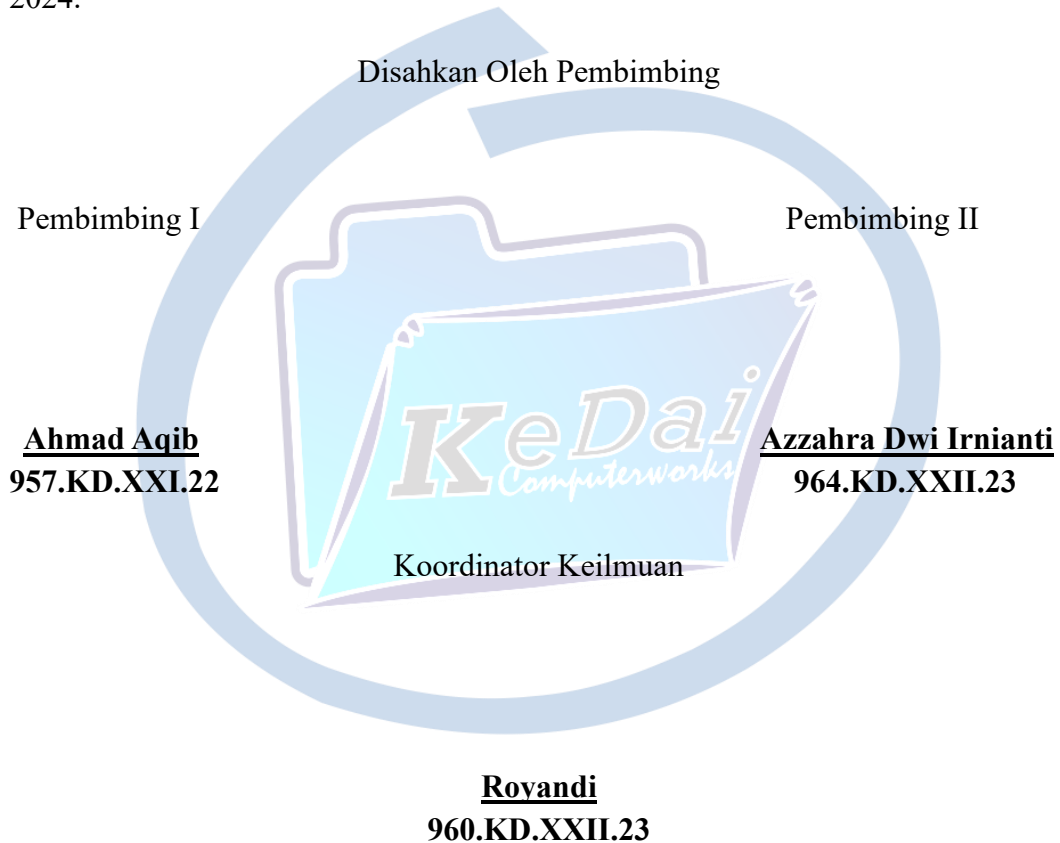 2024.
Disahkan Oleh Pembimbing
Pembimbing I Pembimbing II
Ahmad Aqib Azzahra Dwi Irnianti
957.KD.XXI.22 964.KD.XXII.23
KeDai
Computerworks
Koordinator Keilmuan
Royandi
960.KD.XXII.23